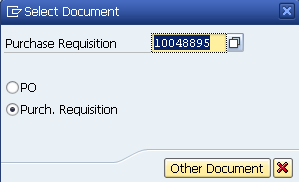 Select Document
Purchase Requisition 10048895
PO
Purch. Requisition
Other Document